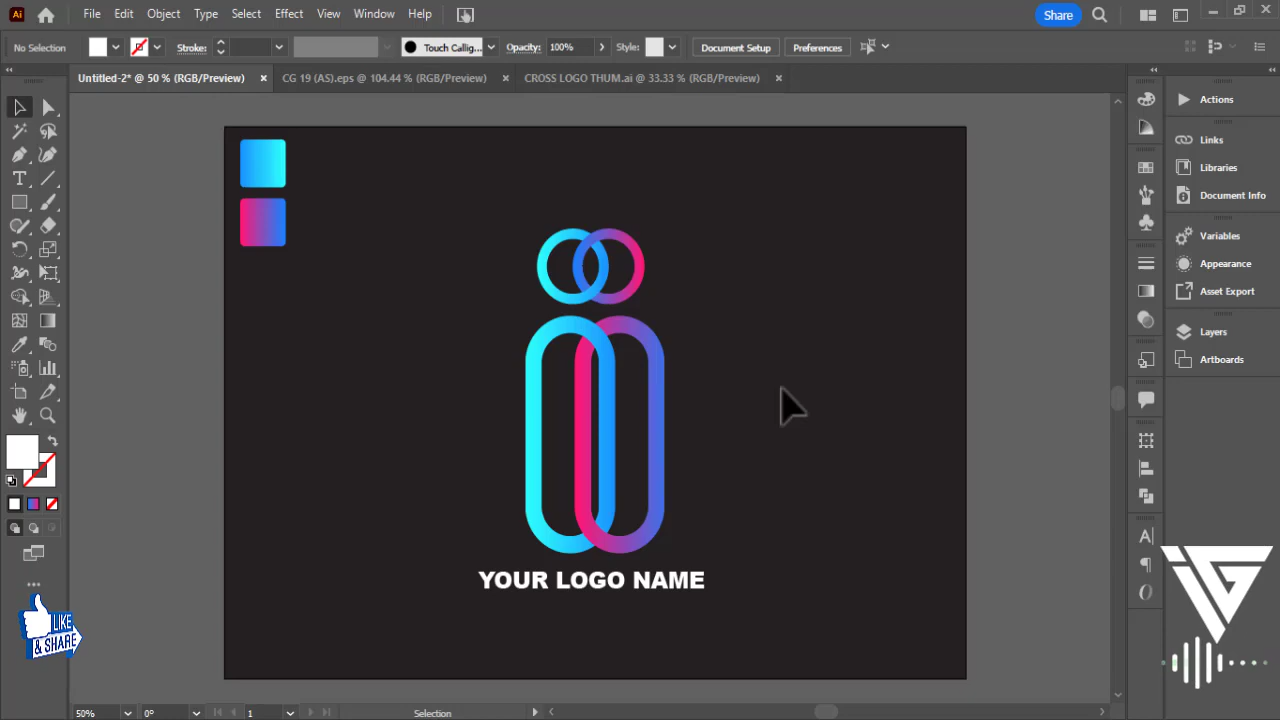 Ai File Edit Object Type Select Effect View Window Help Share
No Selection Stroke: Touch Callig... Opacity: 100% Style: Document Setup Preferences
Untitled-2* @ 50 % (RGB/Preview) × CG 19 (AS).eps @ 104.44 % (RGB/Preview) × CROSS LOGO THUM.ai @ 33.33 % (RGB/Preview) ×
Actions
Links
Libraries
Document Info
Variables
Appearance
Asset Export
Layers
Artboards
YOUR LOGO NAME
LIKE
& SHARE
50% 0° 1 Selection